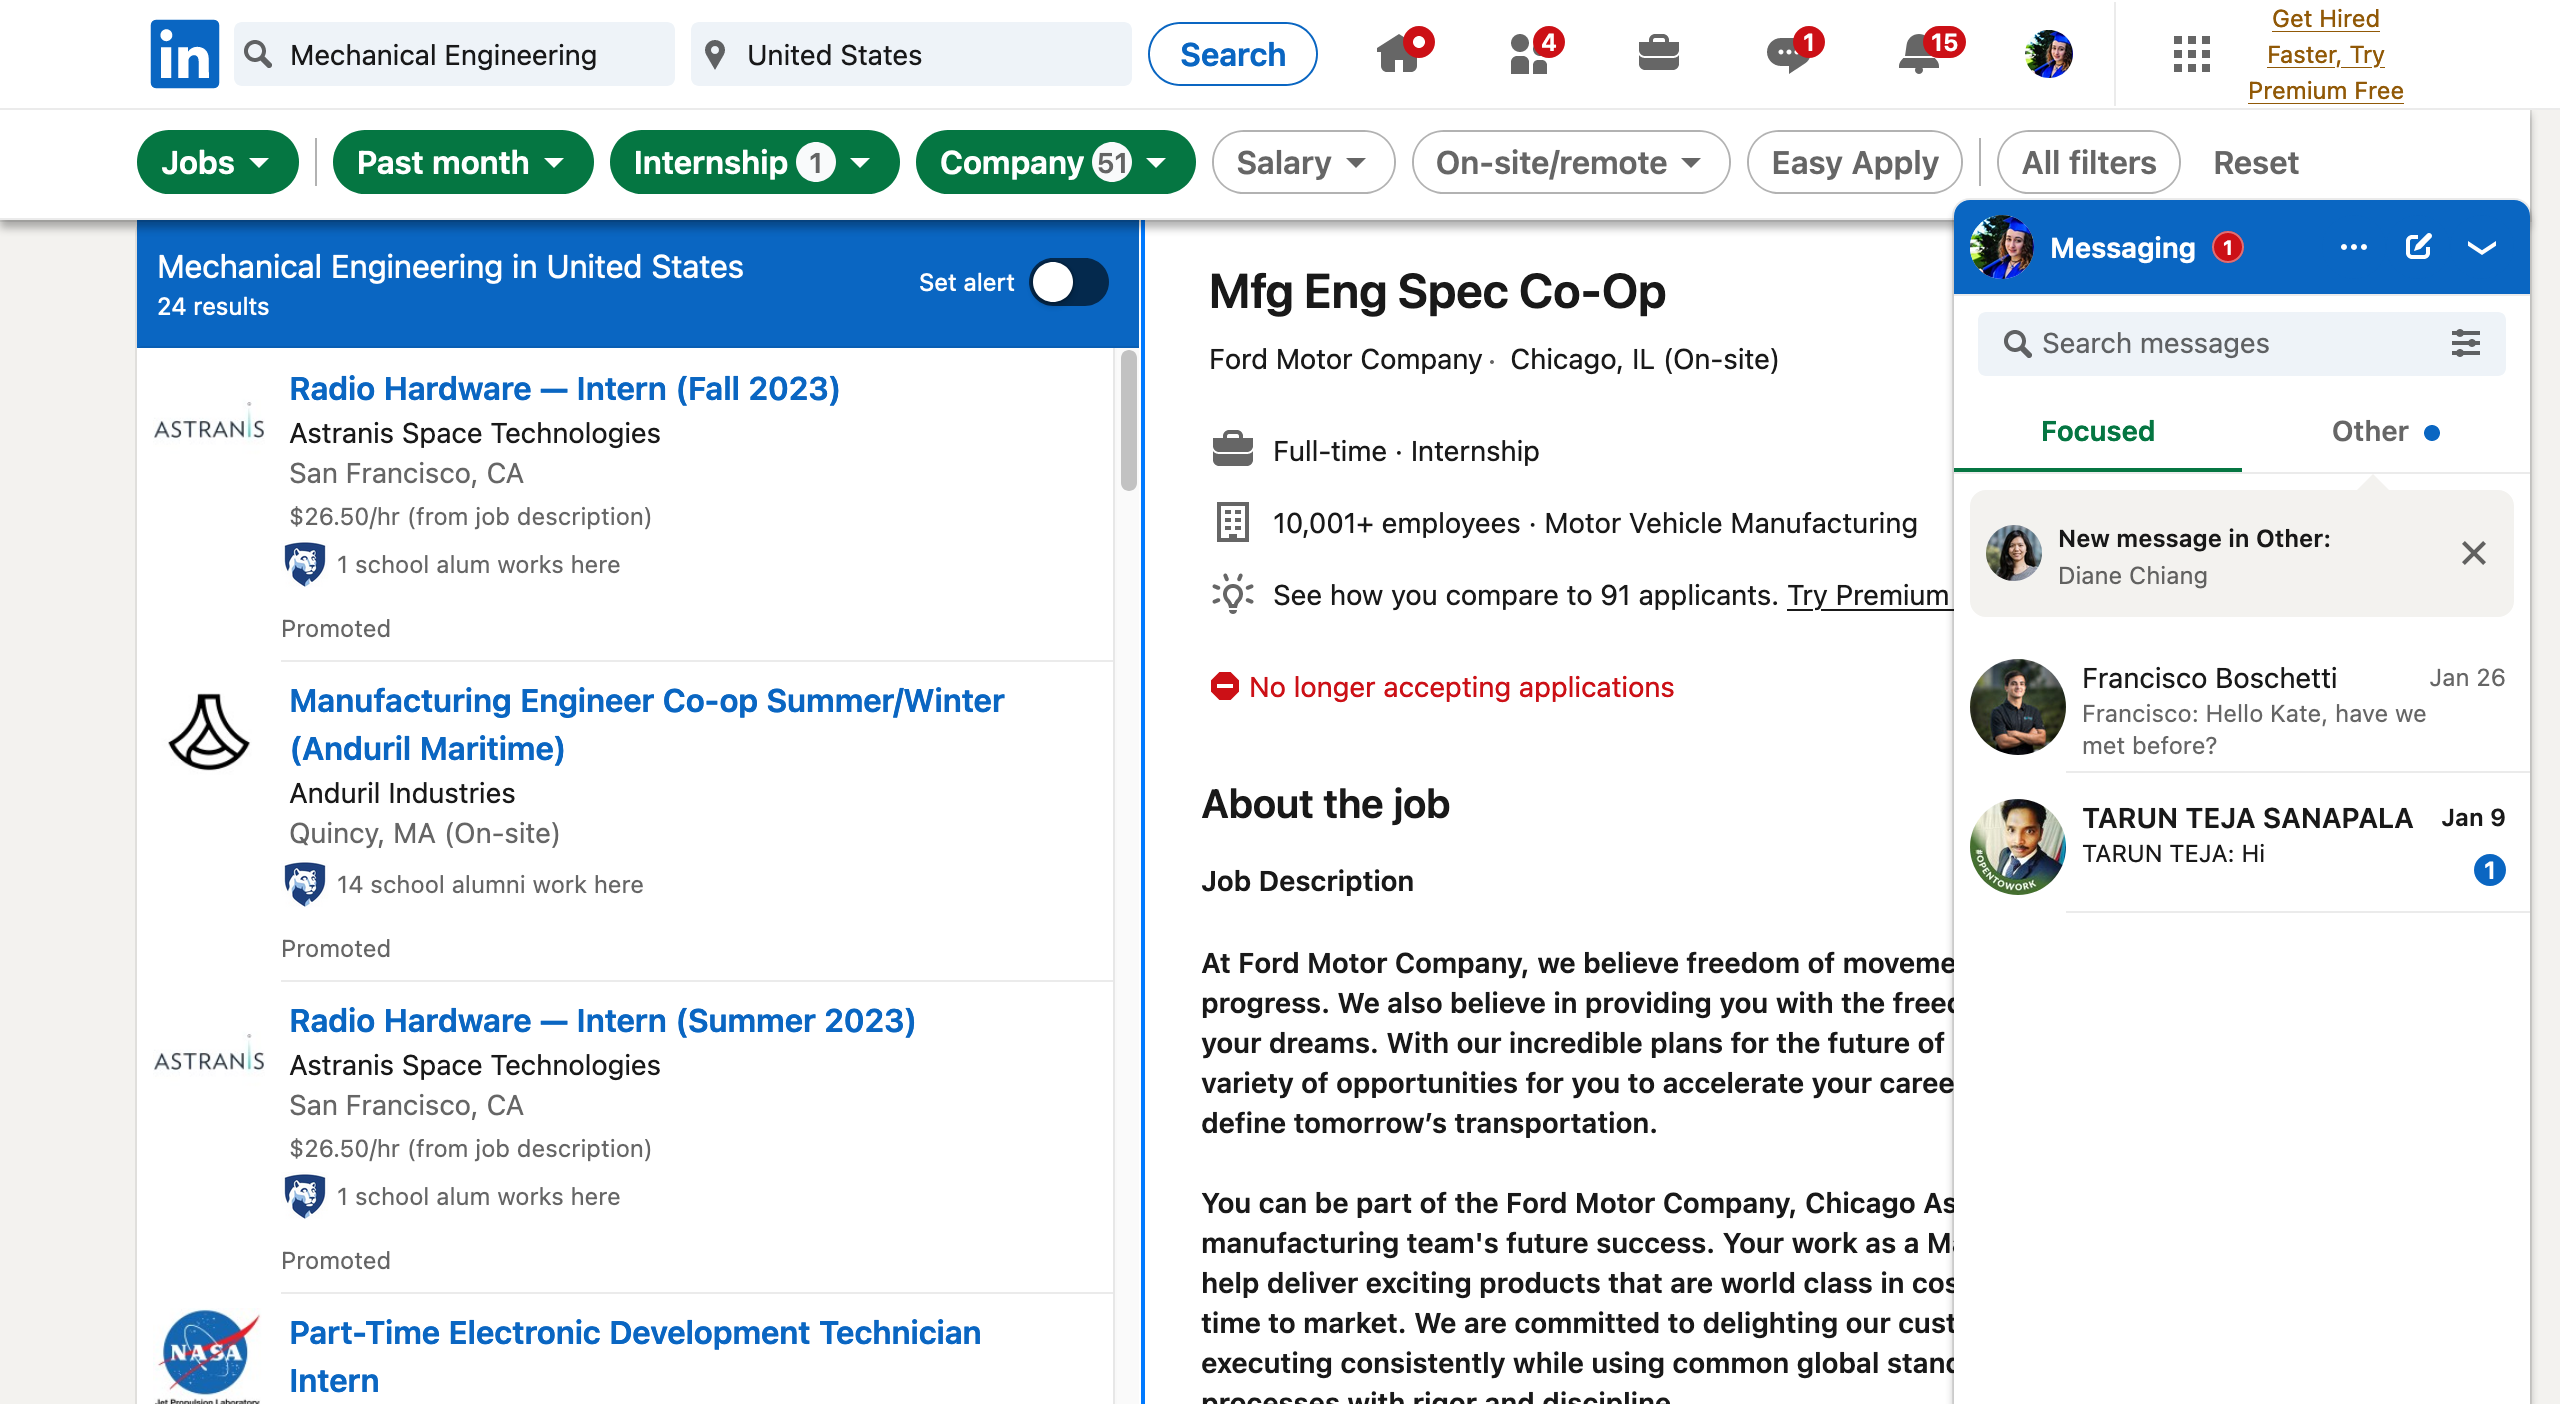 in
Mechanical Engineering
United States
Search
4
1
15
Get Hired
Faster, Try
Premium Free
Jobs
Past month
Internship 1
Company 51
Salary
On-site/remote
Easy Apply
All filters
Reset
Mechanical Engineering in United States
24 results
Set alert
ASTRANIS
Radio Hardware — Intern (Fall 2023)
Astranis Space Technologies
San Francisco, CA
$26.50/hr (from job description)
1 school alum works here
Promoted
Manufacturing Engineer Co-op Summer/Winter
(Anduril Maritime)
Anduril Industries
Quincy, MA (On-site)
14 school alumni work here
Promoted
ASTRANIS
Radio Hardware — Intern (Summer 2023)
Astranis Space Technologies
San Francisco, CA
$26.50/hr (from job description)
1 school alum works here
Promoted
NASA
Jet Propulsion Laboratory
Part-Time Electronic Development Technician
Intern
Mfg Eng Spec Co-Op
Ford Motor Company · Chicago, IL (On-site)
Full-time · Internship
10,001+ employees · Motor Vehicle Manufacturing
See how you compare to 91 applicants. Try Premium
No longer accepting applications
About the job
Job Description
At Ford Motor Company, we believe freedom of moveme
progress. We also believe in providing you with the free
your dreams. With our incredible plans for the future of
variety of opportunities for you to accelerate your caree
define tomorrow’s transportation.
You can be part of the Ford Motor Company, Chicago As
manufacturing team's future success. Your work as a Ma
help deliver exciting products that are world class in cos
time to market. We are committed to delighting our cust
executing consistently while using common global stand
processes with rigor and discipline
Messaging 1
Search messages
Focused
Other
New message in Other:
Diane Chiang
Francisco Boschetti
Jan 26
Francisco: Hello Kate, have we
met before?
#OPENTOWORK
TARUN TEJA SANAPALA
Jan 9
TARUN TEJA: Hi
1